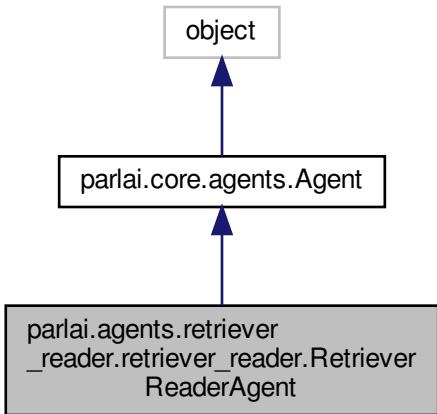 object
parlai.core.agents.Agent
parlai.agents.retriever
_reader.retriever_reader.Retriever
ReaderAgent